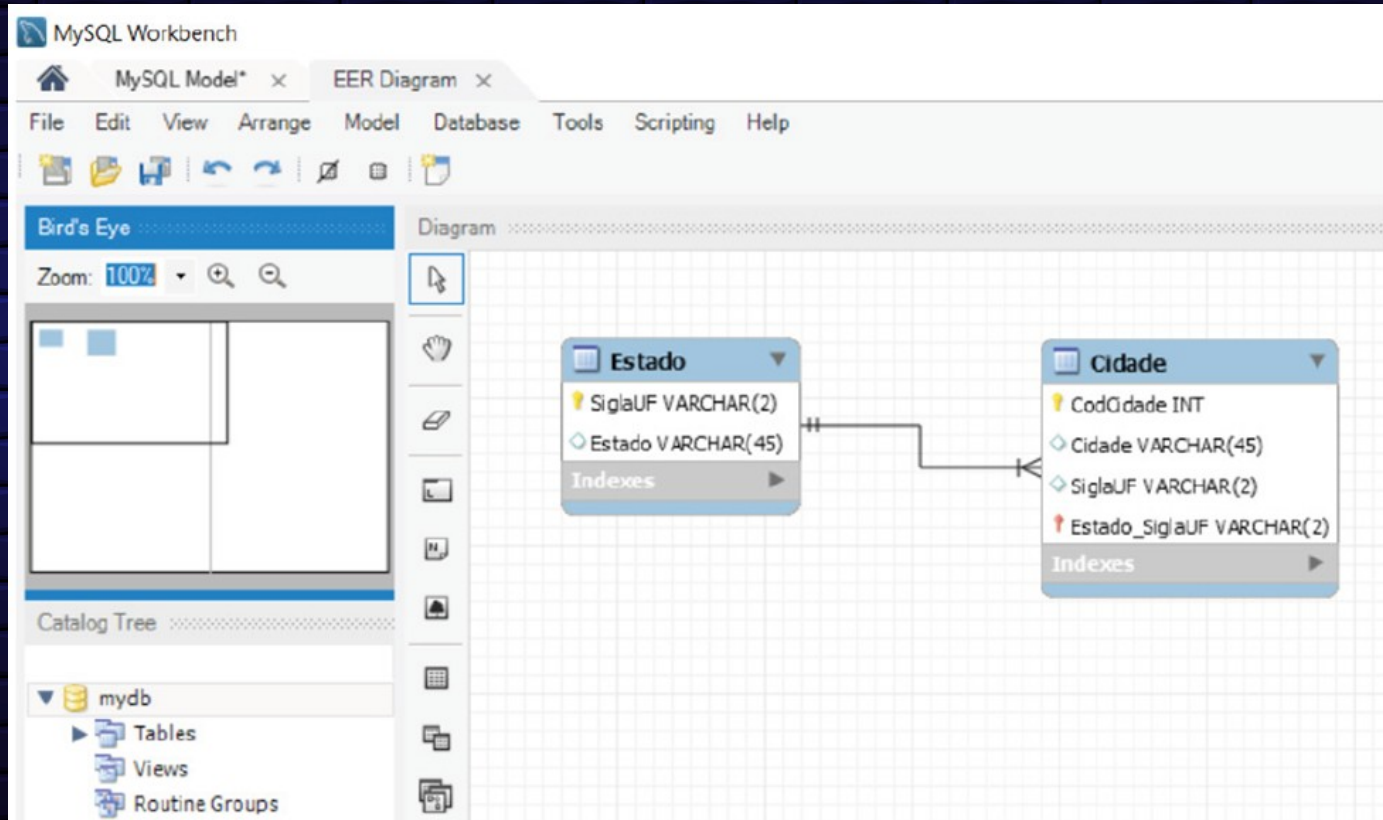 MySQL Workbench
MySQL Model* × EER Diagram ×
File Edit View Arrange Model Database Tools Scripting Help
Bird's Eye
Zoom: 100%
Catalog Tree
mydb
Tables
Views
Routine Groups
Diagram
Estado
SiglaUF VARCHAR(2)
Estado VARCHAR(45)
Indexes
Cidade
CodCidade INT
Cidade VARCHAR(45)
SiglaUF VARCHAR(2)
Estado_SiglaUF VARCHAR(2)
Indexes